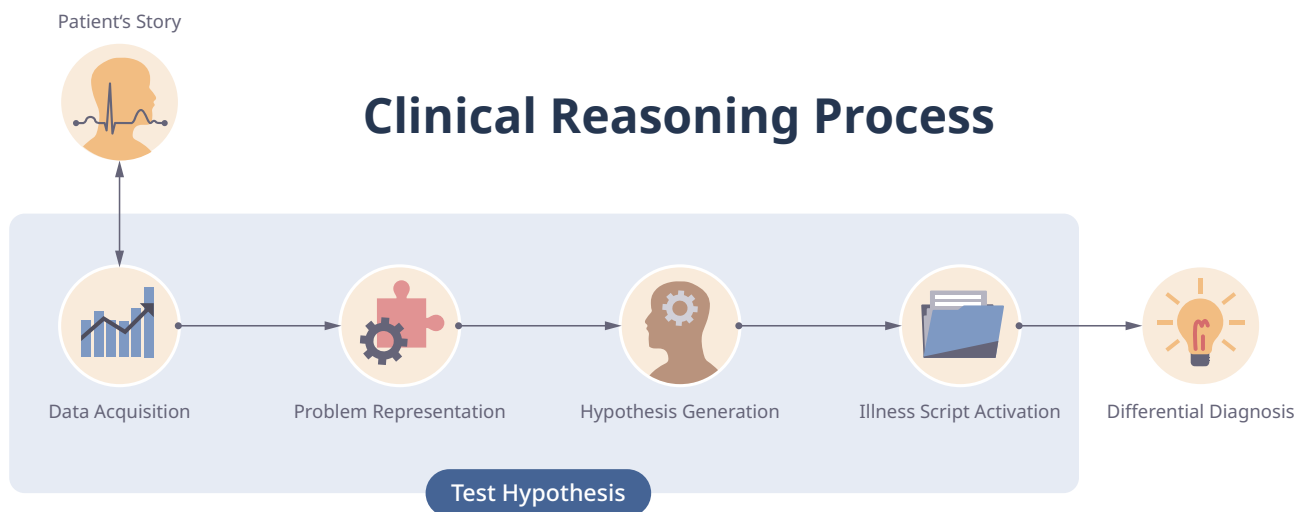 Patient‘s Story
Clinical Reasoning Process
Data Acquisition
Problem Representation
Hypothesis Generation
Illness Script Activation
Differential Diagnosis
Test Hypothesis